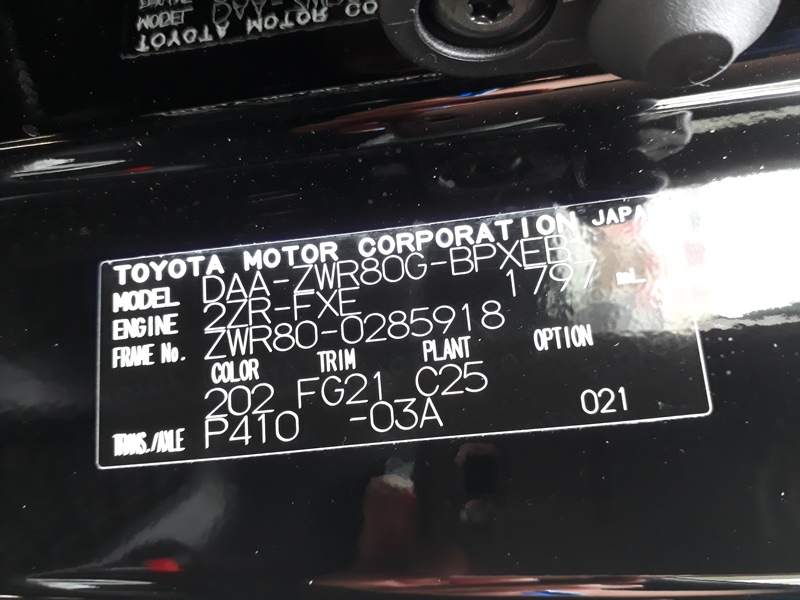 TOYOTA MOTOR CORPORATION JAPAN
MODEL DAA-ZWR80G-BPXEB
ENGINE 2ZR-FXE 1797 mL
FRAME No. ZWR80-0285918
COLOR TRIM PLANT OPTION
202 FG21 C25
TRANS./AXLE P410 -03A 021